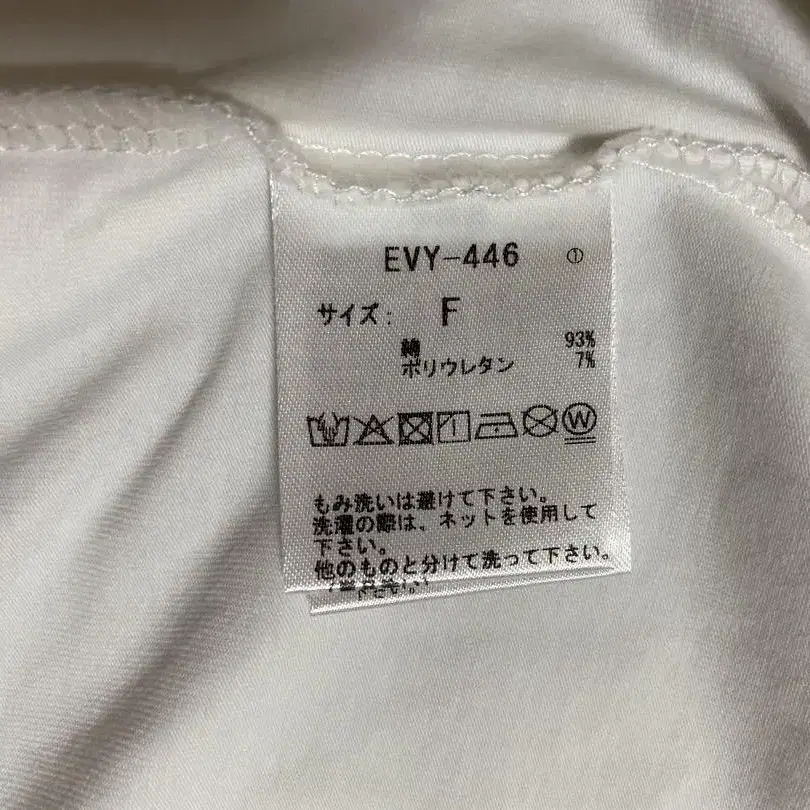 EVY-446 ①
サイズ: F
綿 93%
ポリウレタン 7%
もみ洗いは避けて下さい。
洗濯の際は、ネットを使用して
下さい。
他のものと分けて洗って下さい。